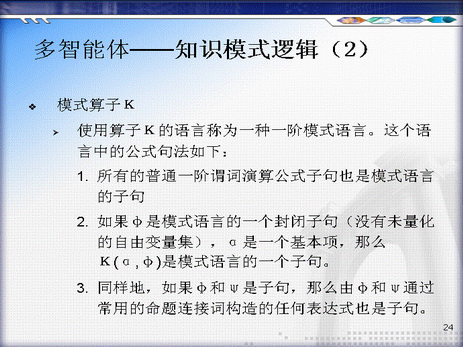 多智能体——知识模式逻辑（2）
❖ 模式算子K
➢ 使用算子K的语言称为一种一阶模式语言。这个语
言中的公式句法如下：
1. 所有的普通一阶谓词演算公式子句也是模式语言
的子句
2. 如果φ是模式语言的一个封闭子句（没有未量化
的自由变量集），α是一个基本项，那么
K(α,φ)是模式语言的一个子句。
3. 同样地，如果φ和ψ是子句，那么由φ和ψ通过
常用的命题连接词构造的任何表达式也是子句。
24